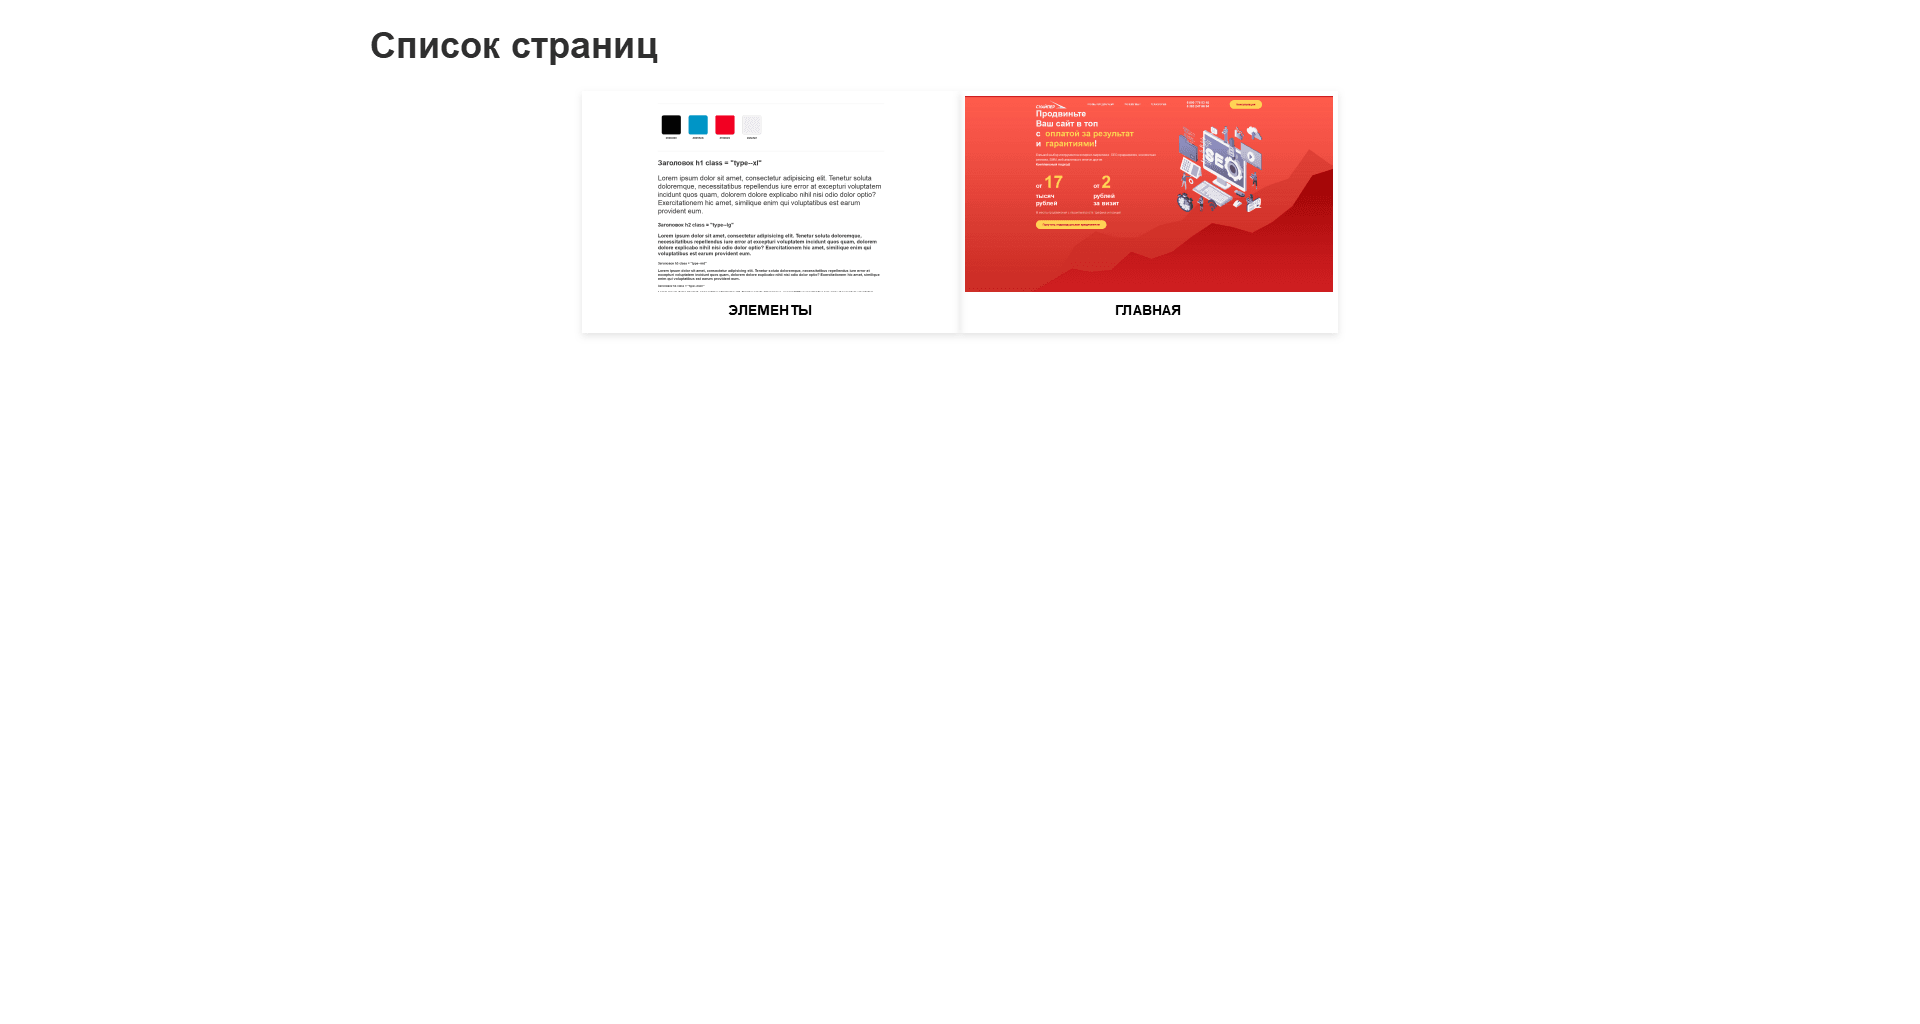 Список страниц
Заголовок h1 class = "type--xl"
Lorem ipsum dolor sit amet, consectetur adipisicing elit. Tenetur soluta
doloremque, necessitatibus repellendus iure error at excepturi voluptatem
incidunt quos quam, dolorem dolore explicabo nihil nisi odio dolor optio?
Exercitationem hic amet, similique enim qui voluptatibus est earum
provident eum.
Заголовок h2 class = "type--lg"
Lorem ipsum dolor sit amet, consectetur adipisicing elit. Tenetur soluta doloremque,
necessitatibus repellendus iure error at excepturi voluptatem incidunt quos quam, dolorem
dolore explicabo nihil nisi odio dolor optio? Exercitationem hic amet, similique enim qui
voluptatibus est earum provident eum.
ЭЛЕМЕНТЫ
Продвиньте
Ваш сайт в топ
с оплатой за результат
и гарантиями!
SEO
от 17
тысяч
рублей
от 2
рублей
за визит
ГЛАВНАЯ